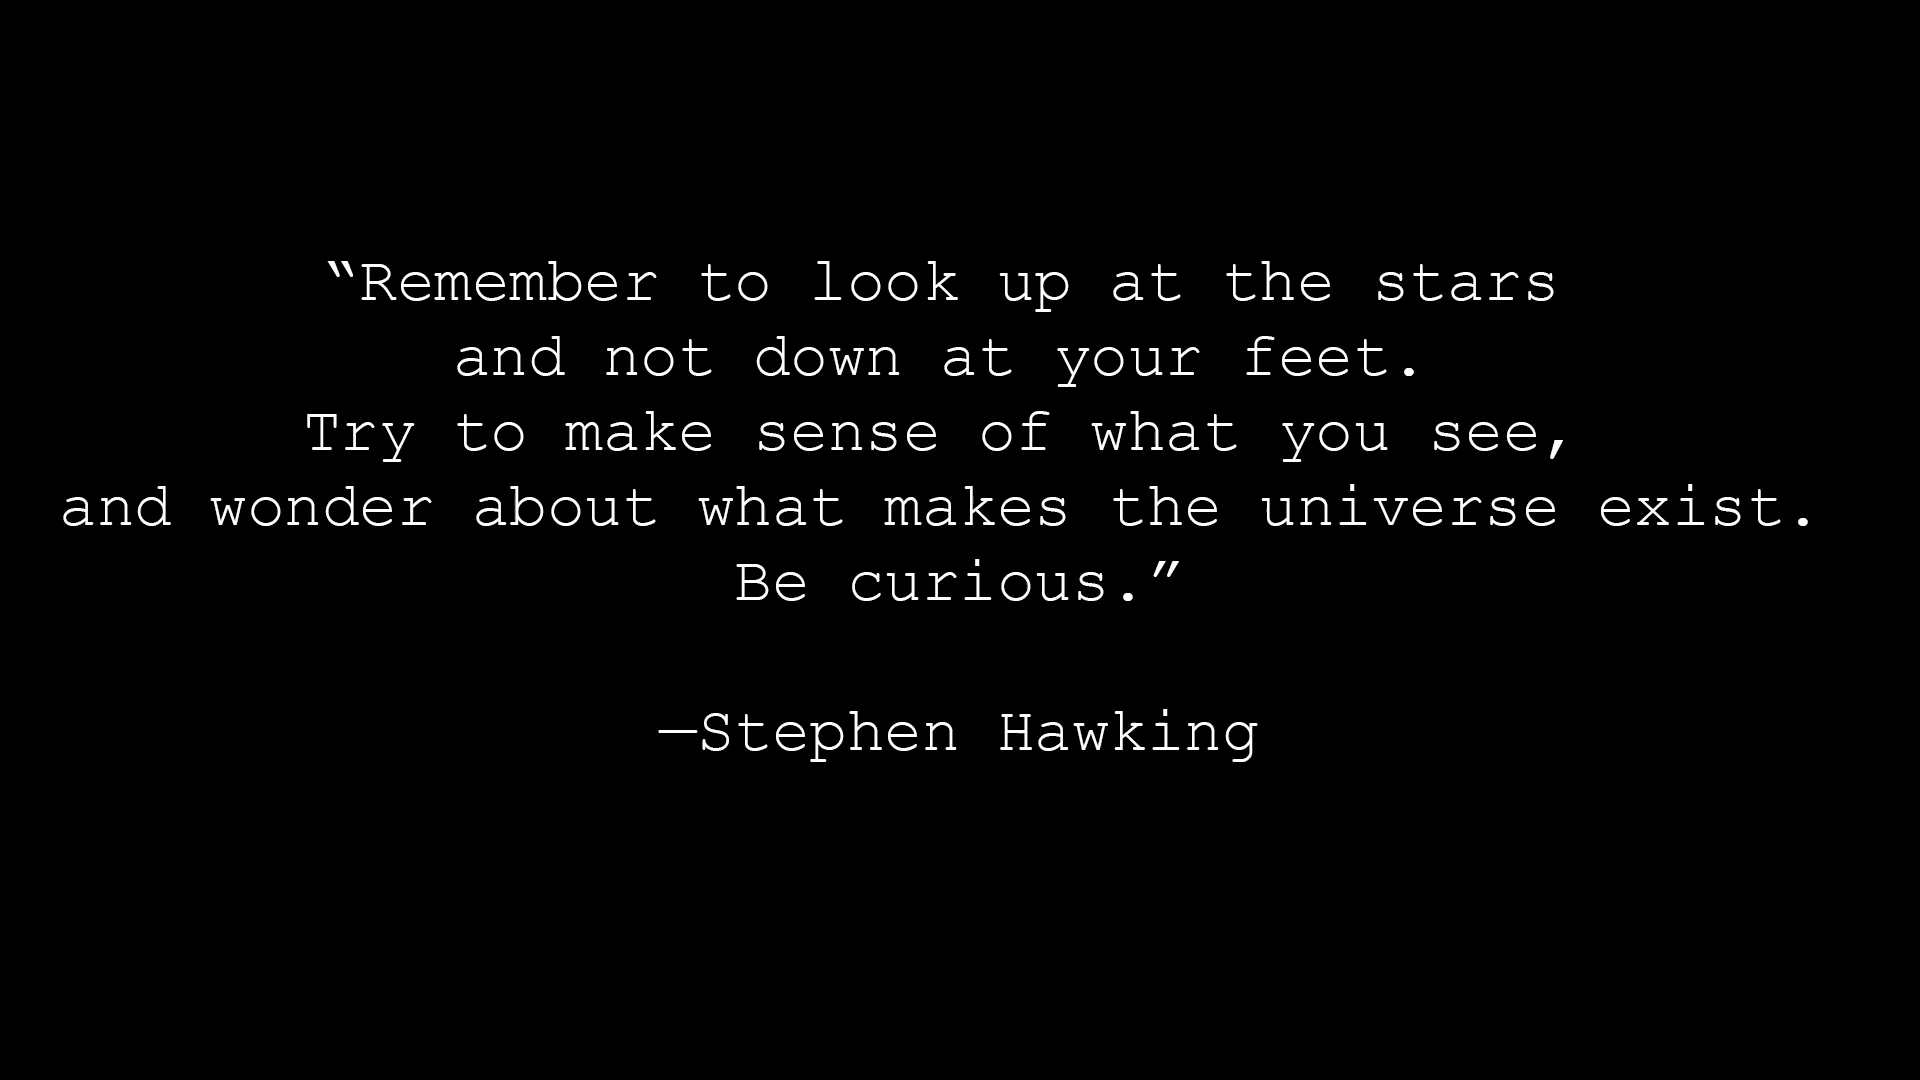 “Remember to look up at the stars
and not down at your feet.
Try to make sense of what you see,
and wonder about what makes the universe exist.
Be curious.”
—Stephen Hawking